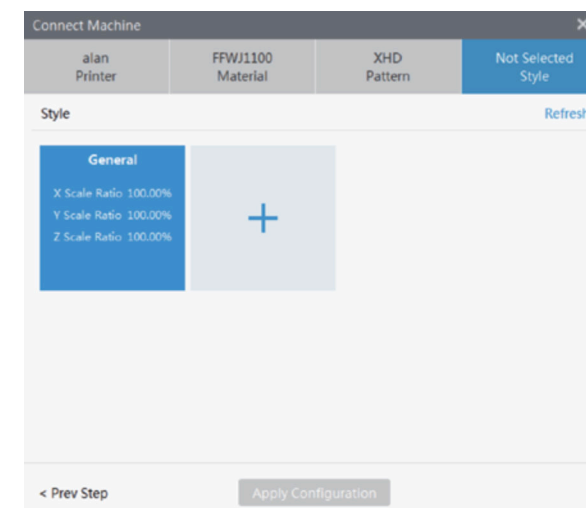 Connect Machine
alan
Printer
FFWJ1100
Material
XHD
Pattern
Not Selected
Style
Style
Refresh
General
X Scale Ratio 100.00%
Y Scale Ratio 100.00%
Z Scale Ratio 100.00%
< Prev Step
Apply Configuration